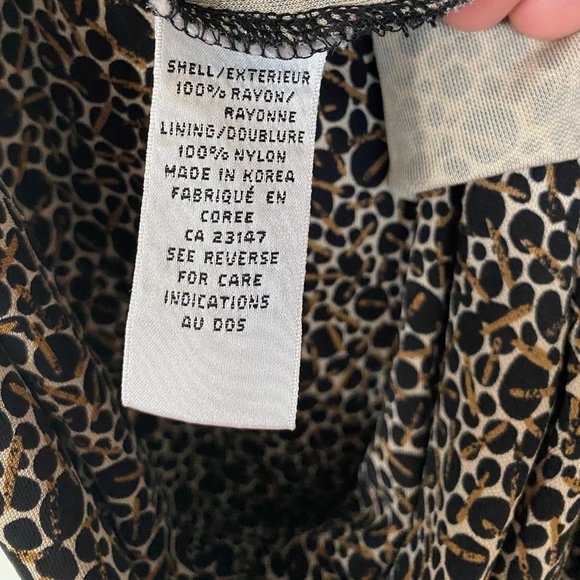 SHELL/EXTERIEUR
100% RAYON/
RAYONNE
LINING/DOUBLURE
100% NYLON
MADE IN KOREA
FABRIQUÉ EN
COREE
CA 23147
SEE REVERSE
FOR CARE
INDICATIONS
AU DOS